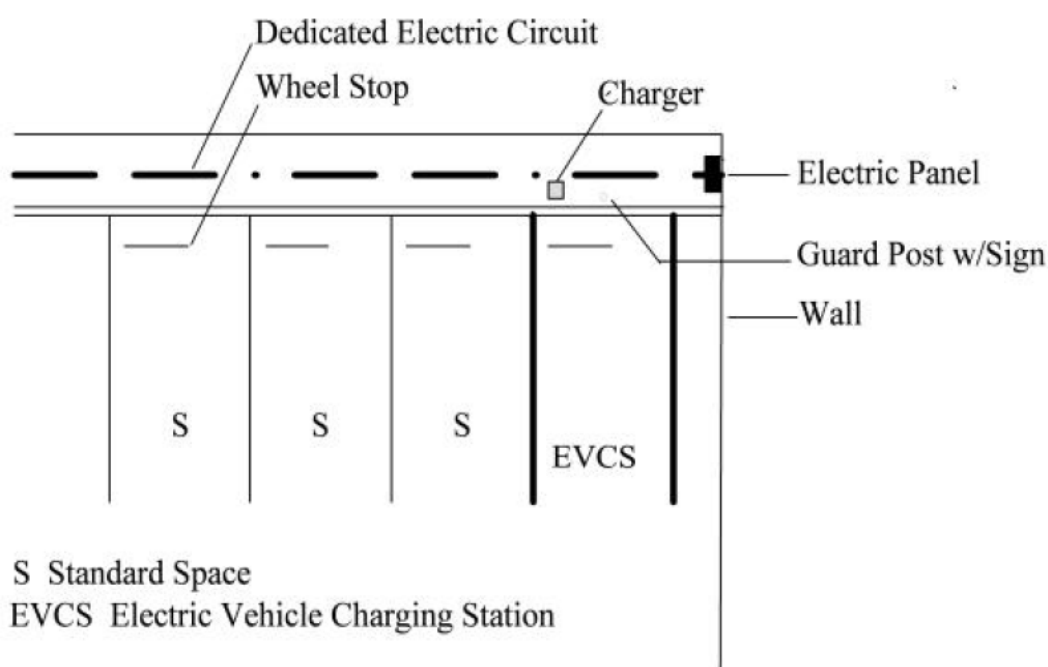 Dedicated Electric Circuit
Wheel Stop
Charger
Electric Panel
Guard Post w/Sign
Wall
S
S
S
EVCS
S Standard Space
EVCS Electric Vehicle Charging Station